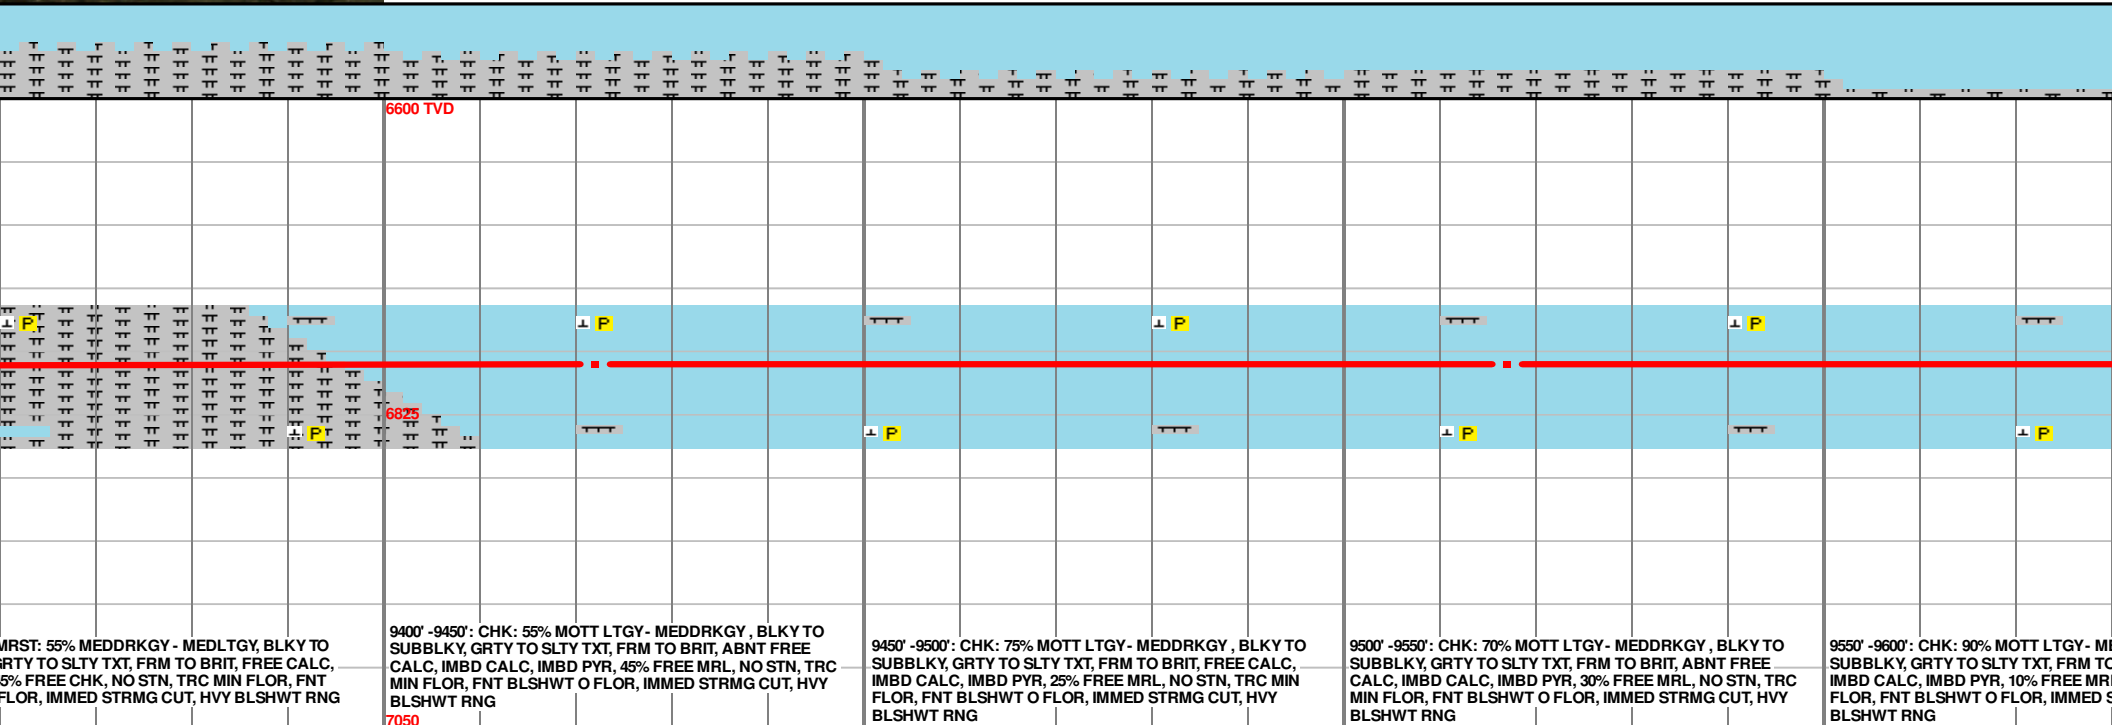 6600 TVD
P
P
P
P
6825
P
P
P
P
MRST: 55% MEDDRKGY - MEDLTGY, BLKY TO
GRTY TO SLTY TXT, FRM TO BRIT, FREE CALC,
5% FREE CHK, NO STN, TRC MIN FLOR, FNT
FLOR, IMMED STRMG CUT, HVY BLSHWT RNG
9400' -9450': CHK: 55% MOTT LTGY- MEDDRKGY , BLKY TO
SUBBLKY, GRTY TO SLTY TXT, FRM TO BRIT, ABNT FREE
CALC, IMBD CALC, IMBD PYR, 45% FREE MRL, NO STN, TRC
MIN FLOR, FNT BLSHWT O FLOR, IMMED STRMG CUT, HVY
BLSHWT RNG
7050
9450' -9500': CHK: 75% MOTT LTGY- MEDDRKGY , BLKY TO
SUBBLKY, GRTY TO SLTY TXT, FRM TO BRIT, FREE CALC,
IMBD CALC, IMBD PYR, 25% FREE MRL, NO STN, TRC MIN
FLOR, FNT BLSHWT O FLOR, IMMED STRMG CUT, HVY
BLSHWT RNG
9500' -9550': CHK: 70% MOTT LTGY- MEDDRKGY , BLKY TO
SUBBLKY, GRTY TO SLTY TXT, FRM TO BRIT, ABNT FREE
CALC, IMBD CALC, IMBD PYR, 30% FREE MRL, NO STN, TRC
MIN FLOR, FNT BLSHWT O FLOR, IMMED STRMG CUT, HVY
BLSHWT RNG
9550' -9600': CHK: 90% MOTT LTGY- ME
SUBBLKY, GRTY TO SLTY TXT, FRM TO
IMBD CALC, IMBD PYR, 10% FREE MRL
FLOR, FNT BLSHWT O FLOR, IMMED S
BLSHWT RNG